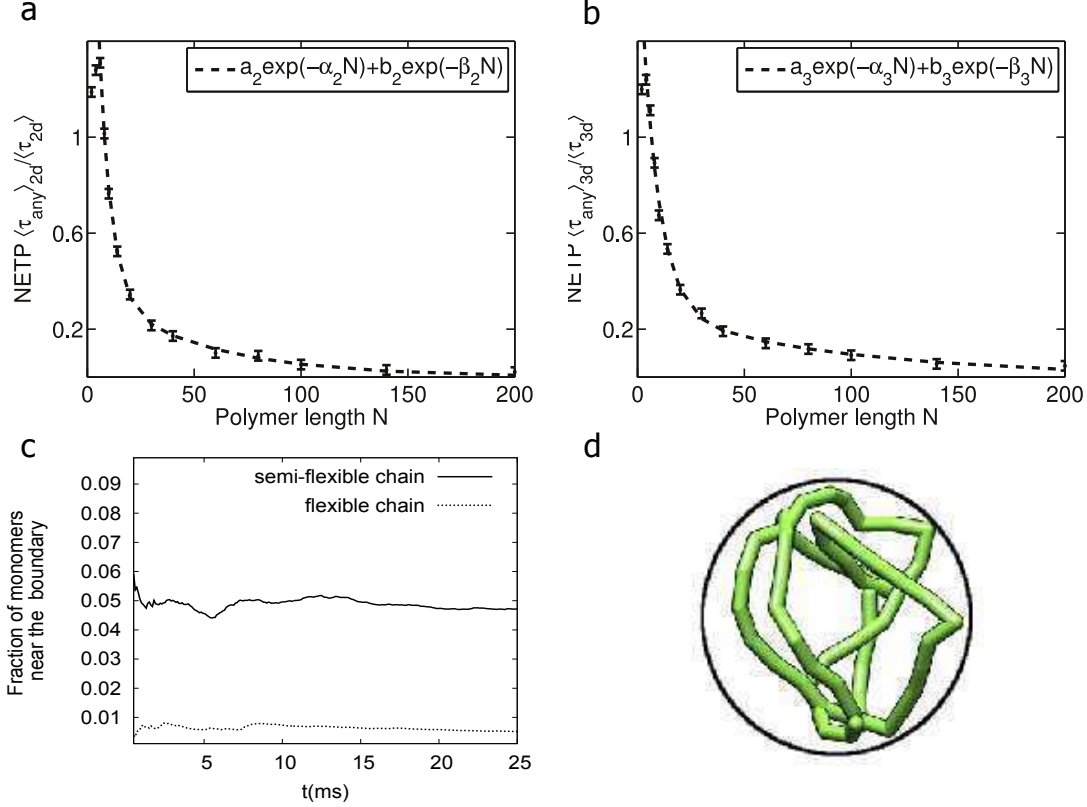 a
NETP ⟨τany⟩2d/⟨τ2d⟩
a2exp(-α2N)+b2exp(-β2N)
1
0.6
0.2
0 50 100 150 200
Polymer length N
b
NETP ⟨τany⟩3d/⟨τ3d⟩
a3exp(-α3N)+b3exp(-β3N)
1
0.6
0.2
0 50 100 150 200
Polymer length N
c
Fraction of monomers
near the boundary
semi-flexible chain
flexible chain
0.09
0.08
0.07
0.06
0.05
0.04
0.03
0.02
0.01
5 10 15 20 25
t(ms)
d